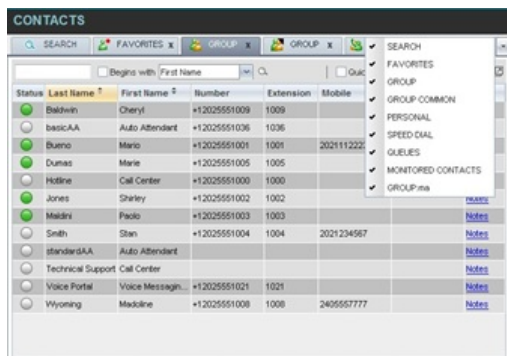 CONTACTS
SEARCH FAVORITES x GROUP x GROUP x
Begins with First Name Quic
Status Last Name First Name Number Extension Mobile
Baldwin Cheryl +12025551009 1009
basicAA Auto Attendant +12025551036 1036
Bueno Mario +12025551001 1001 2021112222
Dumas Marie +12025551005 1005
Hotline Call Center +12025551000 1000
Jones Shirley +12025551002 1002 Notes
Maldini Paolo +12025551003 1003 Notes
Smith Stan +12025551004 1004 2021234567 Notes
standardAA Auto Attendant Notes
Technical Support Call Center Notes
Voice Portal Voice Messagin... +12025551021 1021 Notes
Wyoming Madoline +12025551008 1008 2405557777 Notes
SEARCH
FAVORITES
GROUP
GROUP COMMON
PERSONAL
SPEED DIAL
QUEUES
MONITORED CONTACTS
GROUP:ma